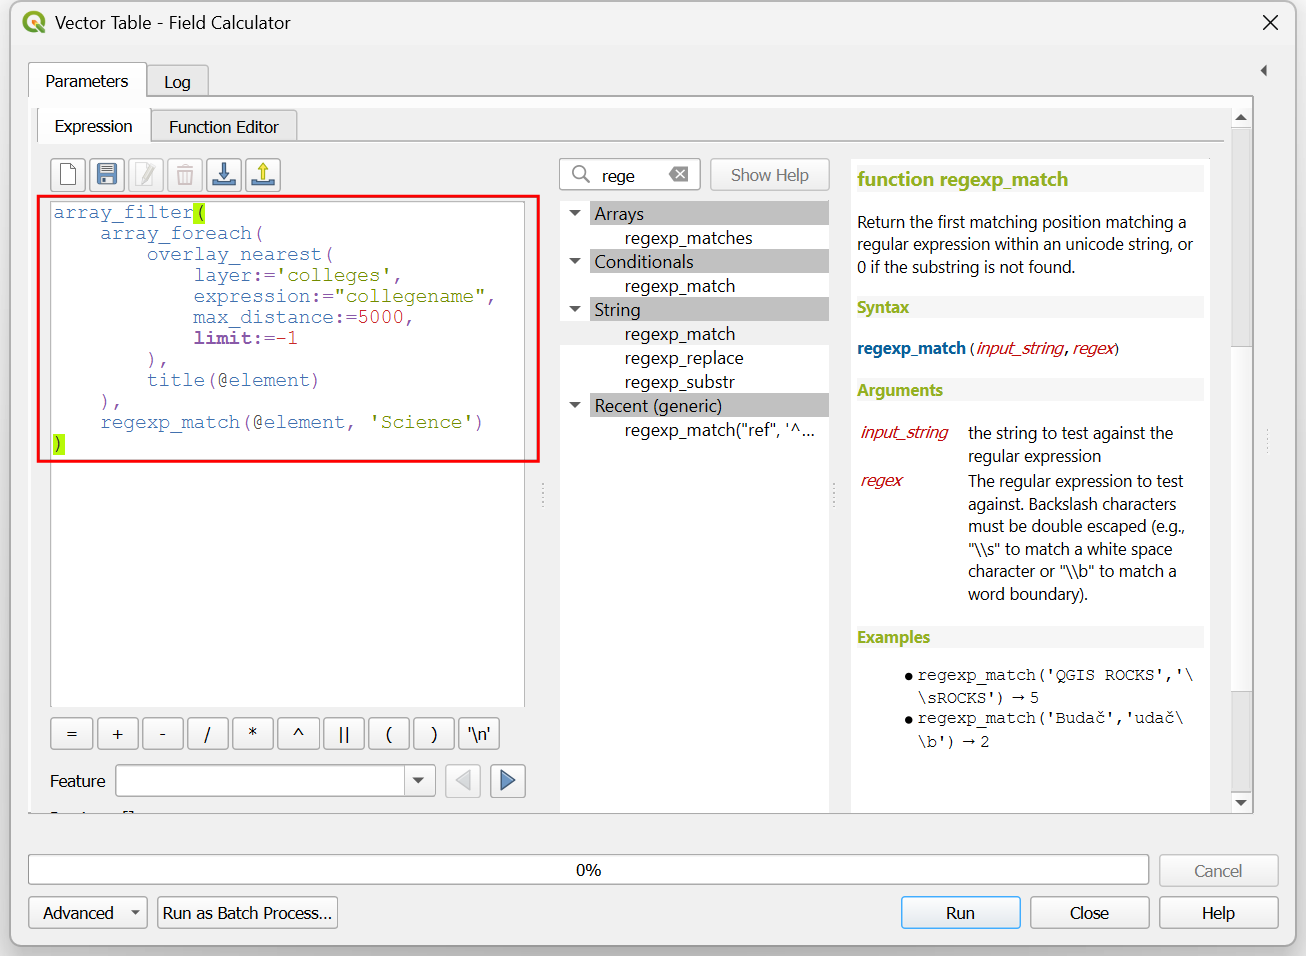 Vector Table - Field Calculator
Parameters
Log
Expression
Function Editor
rege
Show Help
array_filter(
    array_foreach(
        overlay_nearest(
            layer:='colleges',
            expression:="collegename",
            max_distance:=5000,
            limit:=-1
        ),
        title(@element)
    ),
    regexp_match(@element, 'Science')
)
= + - / * ^ || ( ) '\n'
Feature
Arrays
regexp_matches
Conditionals
regexp_match
String
regexp_match
regexp_replace
regexp_substr
Recent (generic)
regexp_match("ref", '^...
function regexp_match
Return the first matching position matching a
regular expression within an unicode string, or
0 if the substring is not found.
Syntax
regexp_match(input_string, regex)
Arguments
input_string the string to test against the
regular expression
regex The regular expression to test
against. Backslash characters
must be double escaped (e.g.,
"\\s" to match a white space
character or "\\b" to match a
word boundary).
Examples
● regexp_match('QGIS ROCKS','\
\sROCKS') → 5
● regexp_match('Budač','udač\
\b') → 2
0%
Cancel
Advanced
Run as Batch Process...
Run
Close
Help